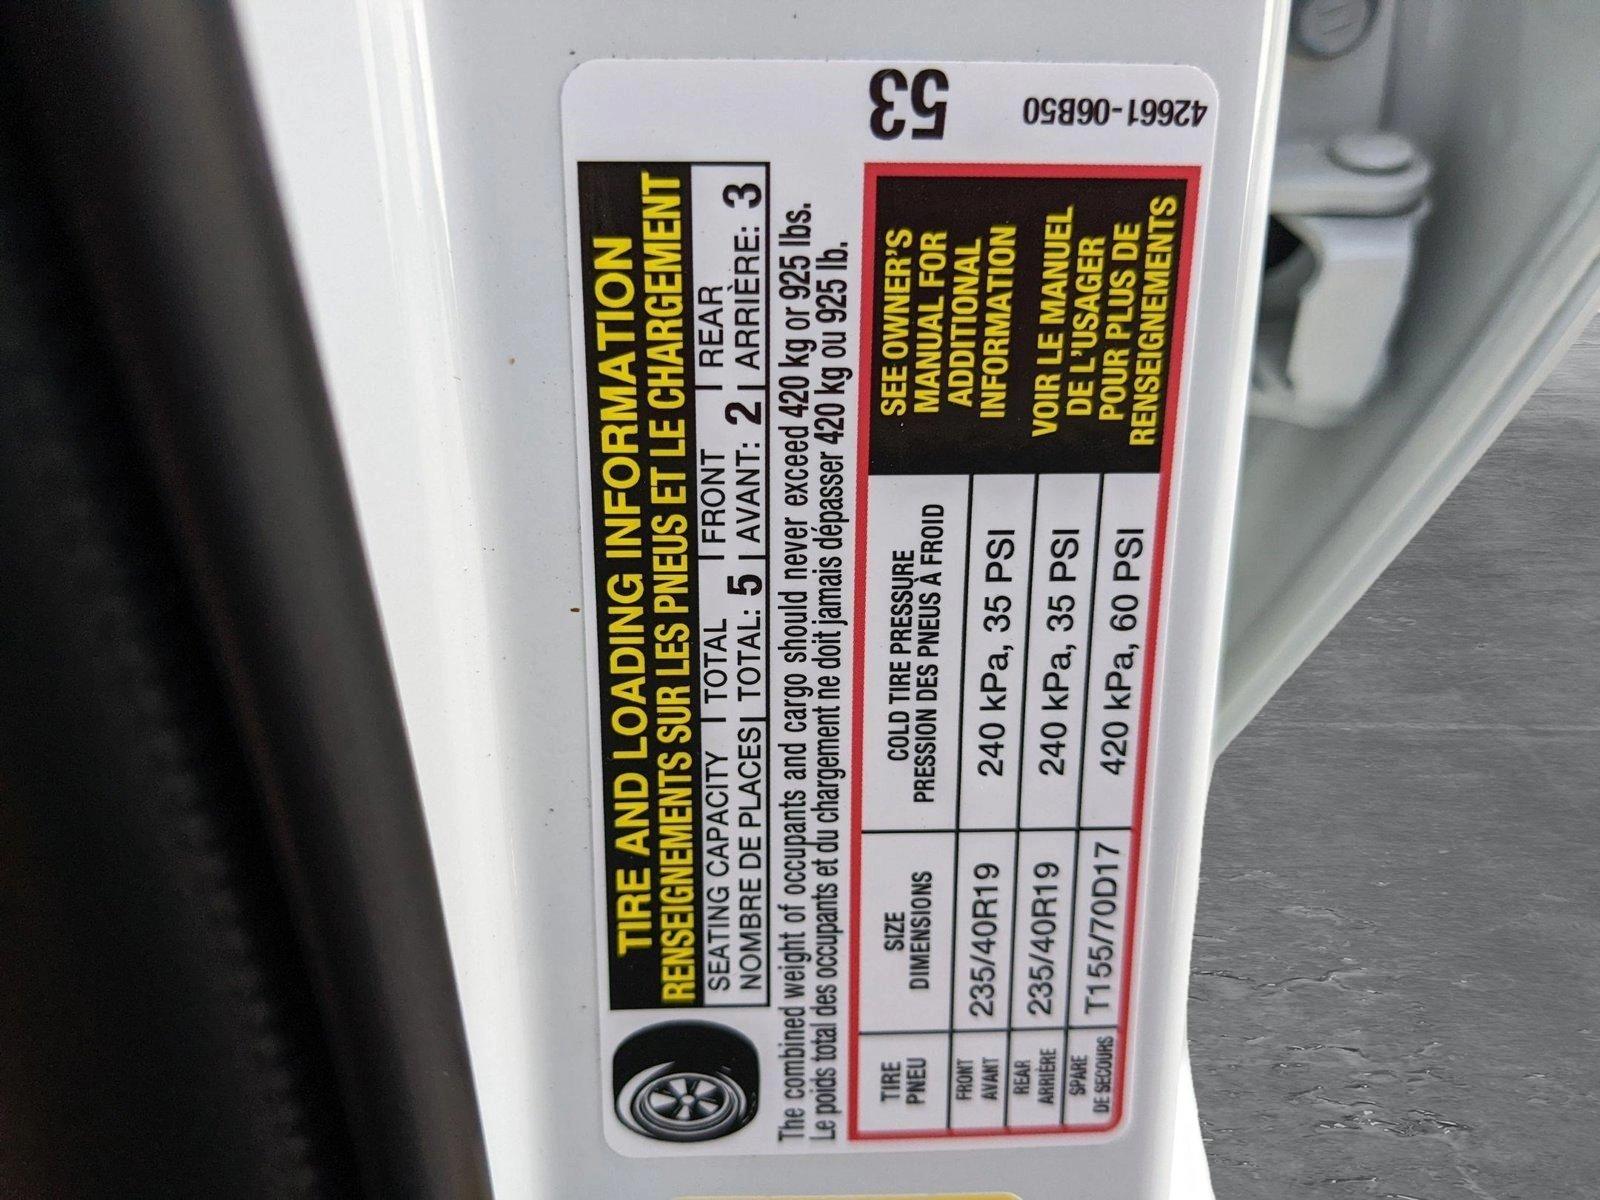 TIRE AND LOADING INFORMATION
RENSEIGNEMENTS SUR LES PNEUS ET LE CHARGEMENT
SEATING CAPACITY | TOTAL | FRONT | REAR
NOMBRE DE PLACES| TOTAL: 5 | AVANT: 2 | ARRIÈRE: 3
The combined weight of occupants and cargo should never exceed 420 kg or 925 lbs.
Le poids total des occupants et du chargement ne doit jamais dépasser 420 kg ou 925 lb.
TIRE
PNEU
SIZE
DIMENSIONS
COLD TIRE PRESSURE
PRESSION DES PNEUS À FROID
FRONT
AVANT
235/40R19
240 kPa, 35 PSI
REAR
ARRIÈRE
235/40R19
240 kPa, 35 PSI
SPARE
DE SECOURS
T155/70D17
420 kPa, 60 PSI
SEE OWNER'S
MANUAL FOR
ADDITIONAL
INFORMATION
VOIR LE MANUEL
DE L'USAGER
POUR PLUS DE
RENSEIGNEMENTS
53
42661-06B50